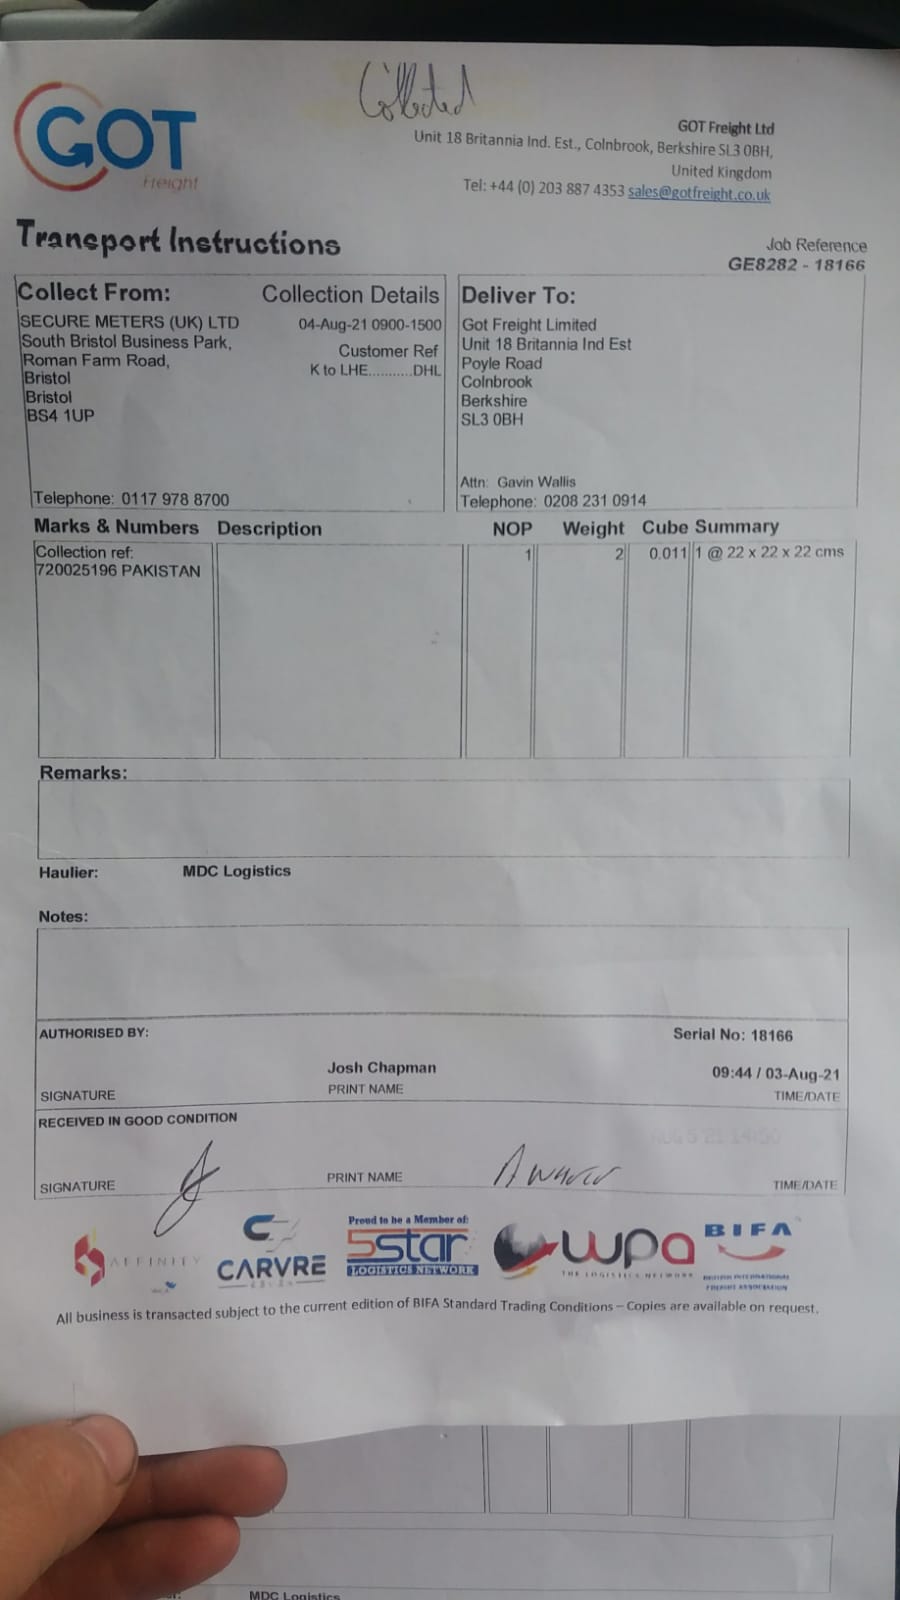 Collected
GOT
Freight
GOT Freight Ltd
Unit 18 Britannia Ind. Est., Colnbrook, Berkshire SL3 0BH,
United Kingdom
Tel: +44 (0) 203 887 4353 sales@gotfreight.co.uk
Transport Instructions
Job Reference
GE8282 - 18166
Collect From:
Collection Details
SECURE METERS (UK) LTD
04-Aug-21 0900-1500
South Bristol Business Park,
Customer Ref
Roman Farm Road,
K to LHE..........DHL
Bristol
Bristol
BS4 1UP
Telephone: 0117 978 8700
Deliver To:
Got Freight Limited
Unit 18 Britannia Ind Est
Poyle Road
Colnbrook
Berkshire
SL3 0BH
Attn: Gavin Wallis
Telephone: 0208 231 0914
Marks & Numbers Description NOP Weight Cube Summary
Collection ref: 1 2 0.011 1 @ 22 x 22 x 22 cms
720025196 PAKISTAN
Remarks:
Haulier: MDC Logistics
Notes:
AUTHORISED BY:
Serial No: 18166
Josh Chapman
09:44 / 03-Aug-21
SIGNATURE PRINT NAME TIME/DATE
RECEIVED IN GOOD CONDITION
AUG 5 21 14:50
SIGNATURE PRINT NAME TIME/DATE
AFFINITY
CARVRE
Proud to be a Member of:
5star
LOGISTICS NETWORK
wpa
THE LOGISTICS NETWORK
BIFA
BRITISH INTERNATIONAL
FREIGHT ASSOCIATION
All business is transacted subject to the current edition of BIFA Standard Trading Conditions – Copies are available on request.
MDC Logistics